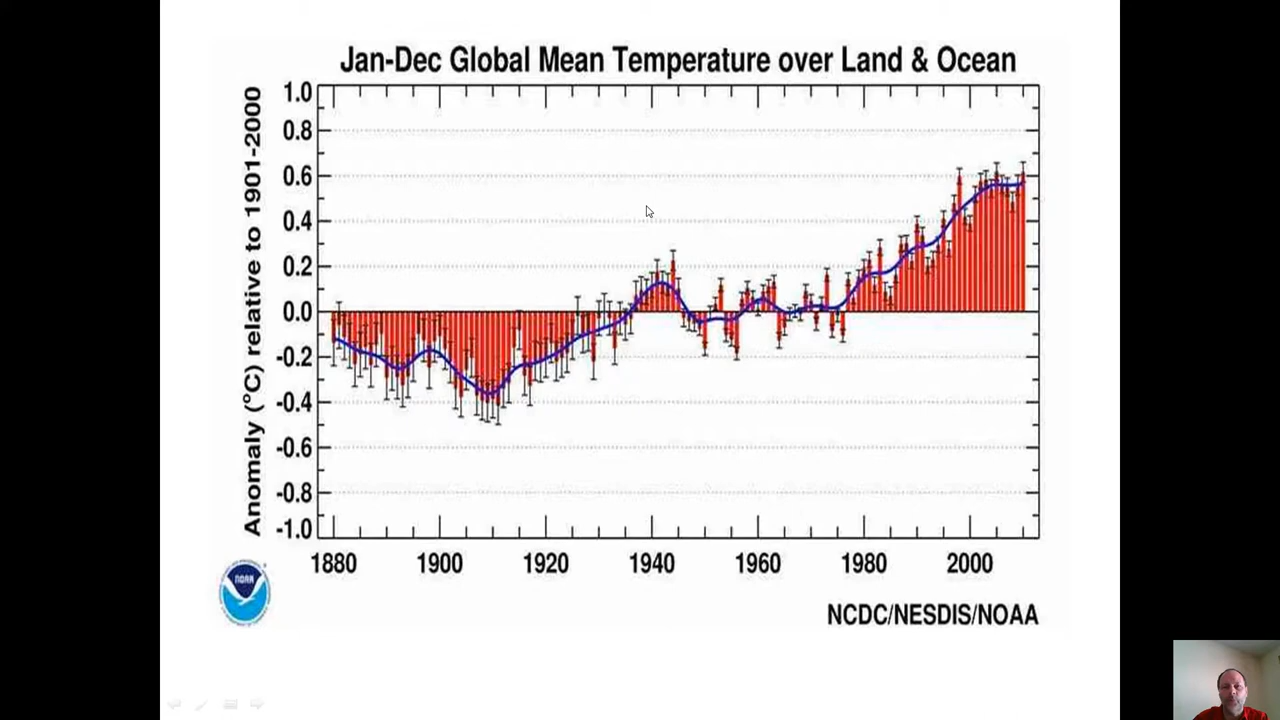 Jan-Dec Global Mean Temperature over Land & Ocean
Anomaly (°C) relative to 1901-2000
1.0
0.8
0.6
0.4
0.2
0.0
-0.2
-0.4
-0.6
-0.8
-1.0
1880 1900 1920 1940 1960 1980 2000
NOAA
NCDC/NESDIS/NOAA